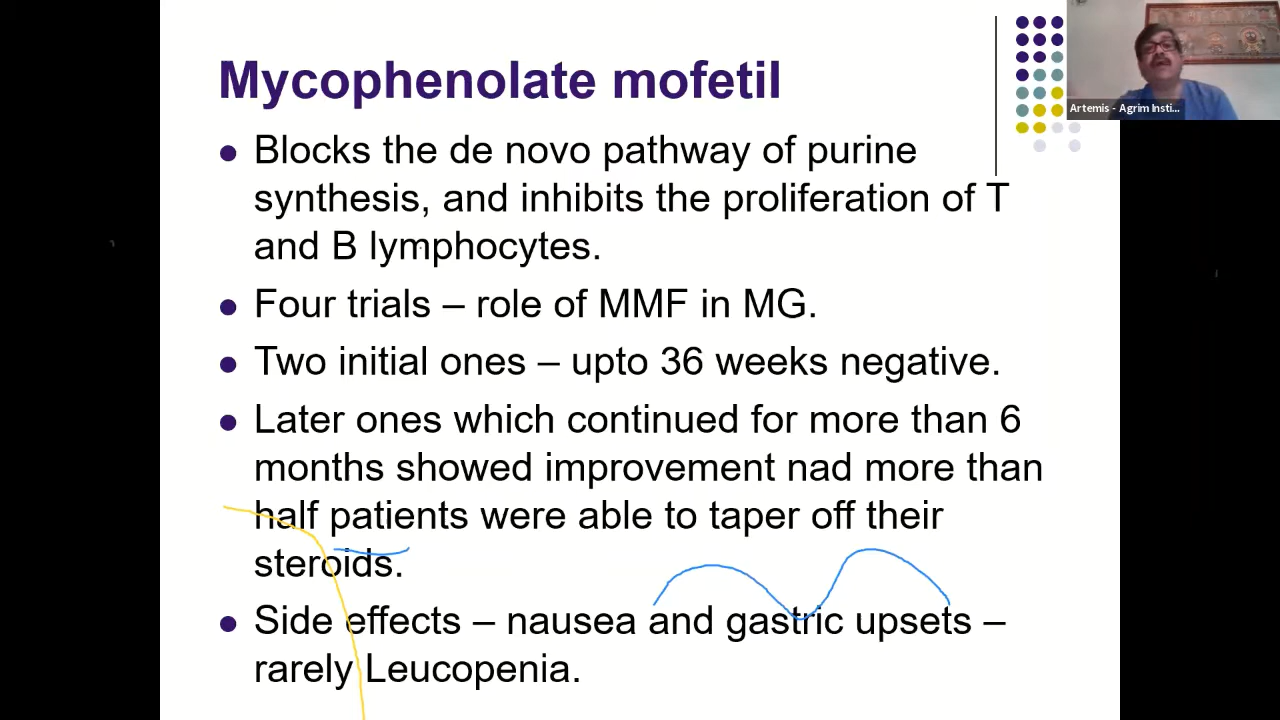 Mycophenolate mofetil
Artemis - Agrim Insti...
Blocks the de novo pathway of purine
synthesis, and inhibits the proliferation of T
and B lymphocytes.
Four trials – role of MMF in MG.
Two initial ones – upto 36 weeks negative.
Later ones which continued for more than 6
months showed improvement nad more than
half patients were able to taper off their
steroids.
Side effects – nausea and gastric upsets –
rarely Leucopenia.